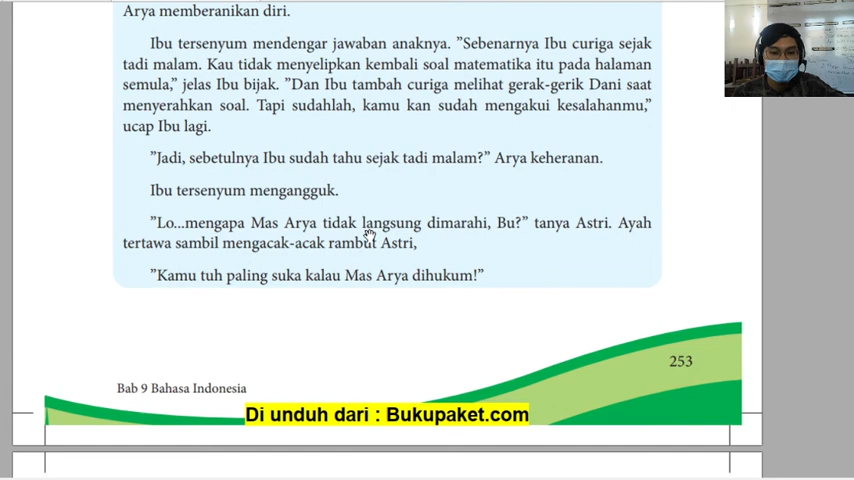 Arya memberanikan diri.
Ibu tersenyum mendengar jawaban anaknya. ”Sebenarnya Ibu curiga sejak
tadi malam. Kau tidak menyelipkan kembali soal matematika itu pada halaman
semula,” jelas Ibu bijak. ”Dan Ibu tambah curiga melihat gerak-gerik Dani saat
menyerahkan soal. Tapi sudahlah, kamu kan sudah mengakui kesalahanmu,”
ucap Ibu lagi.
”Jadi, sebetulnya Ibu sudah tahu sejak tadi malam?” Arya keheranan.
Ibu tersenyum mengangguk.
”Lo...mengapa Mas Arya tidak langsung dimarahi, Bu?” tanya Astri. Ayah
tertawa sambil mengacak-acak rambut Astri,
”Kamu tuh paling suka kalau Mas Arya dihukum!”
253
Bab 9 Bahasa Indonesia
Di unduh dari : Bukupaket.com